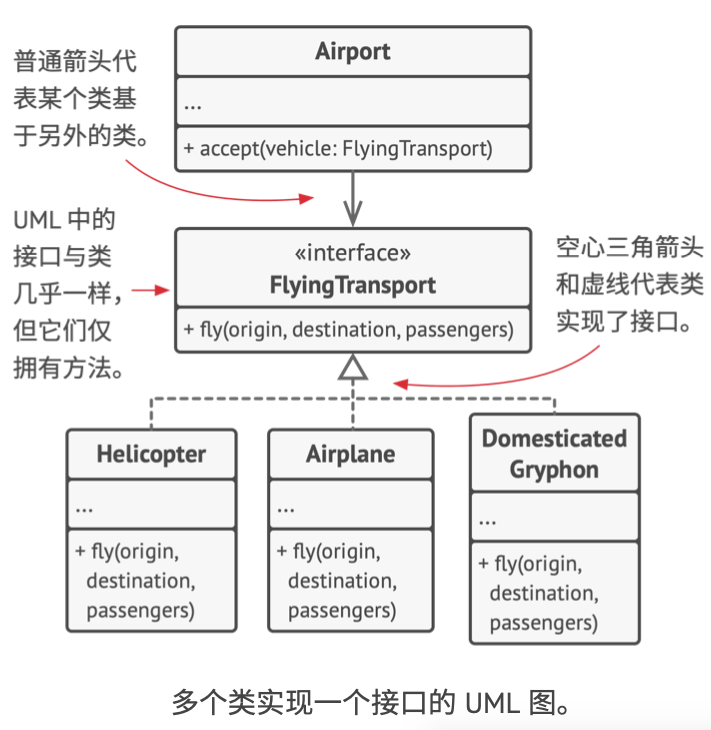 普通箭头代
表某个类基
于另外的类。
Airport
...
+ accept(vehicle: FlyingTransport)
UML 中的
接口与类
几乎一样，
但它们仅
拥有方法。
«interface»
FlyingTransport
+ fly(origin, destination, passengers)
空心三角箭头
和虚线代表类
实现了接口。
Helicopter
...
+ fly(origin,
destination,
passengers)
Airplane
...
+ fly(origin,
destination,
passengers)
Domesticated
Gryphon
...
+ fly(origin,
destination,
passengers)
多个类实现一个接口的 UML 图。